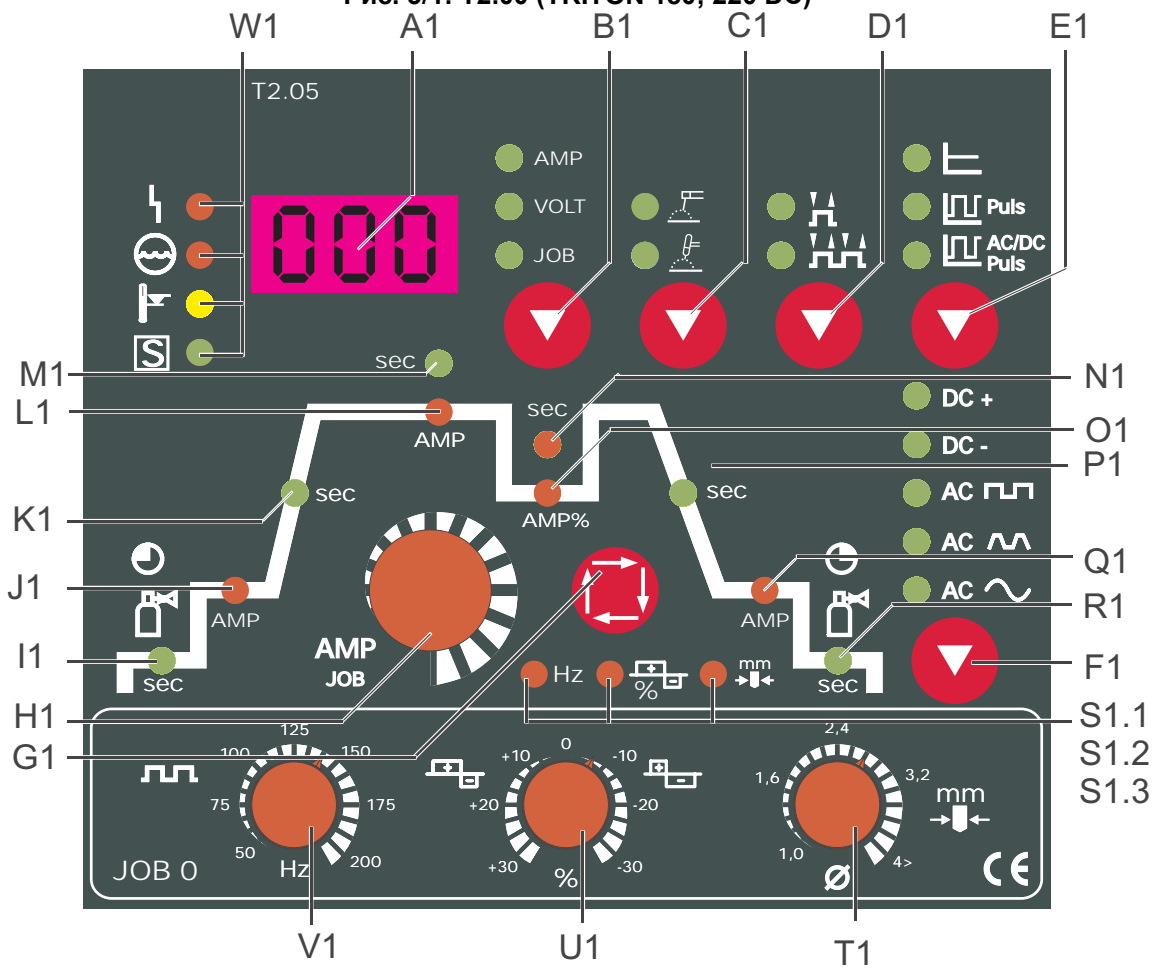 W1 A1 B1 C1 D1 E1
T2.05
AMP
VOLT
JOB
000
Puls
AC/DC
Puls
S
sec
M1
L1
AMP
sec
N1
O1
P1
DC +
DC -
AC
AC
AC
K1
sec
AMP%
sec
J1
AMP
AMP
Q1
R1
I1
sec
AMP
JOB
sec
F1
Hz
%
mm
H1
G1
S1.1
S1.2
S1.3
50 75 100 125 150 175 200
Hz
+30 +20 +10 0 -10 -20 -30
%
1,0 1,6 2,4 3,2 4>
Ø
mm
JOB 0
CE
V1 U1 T1